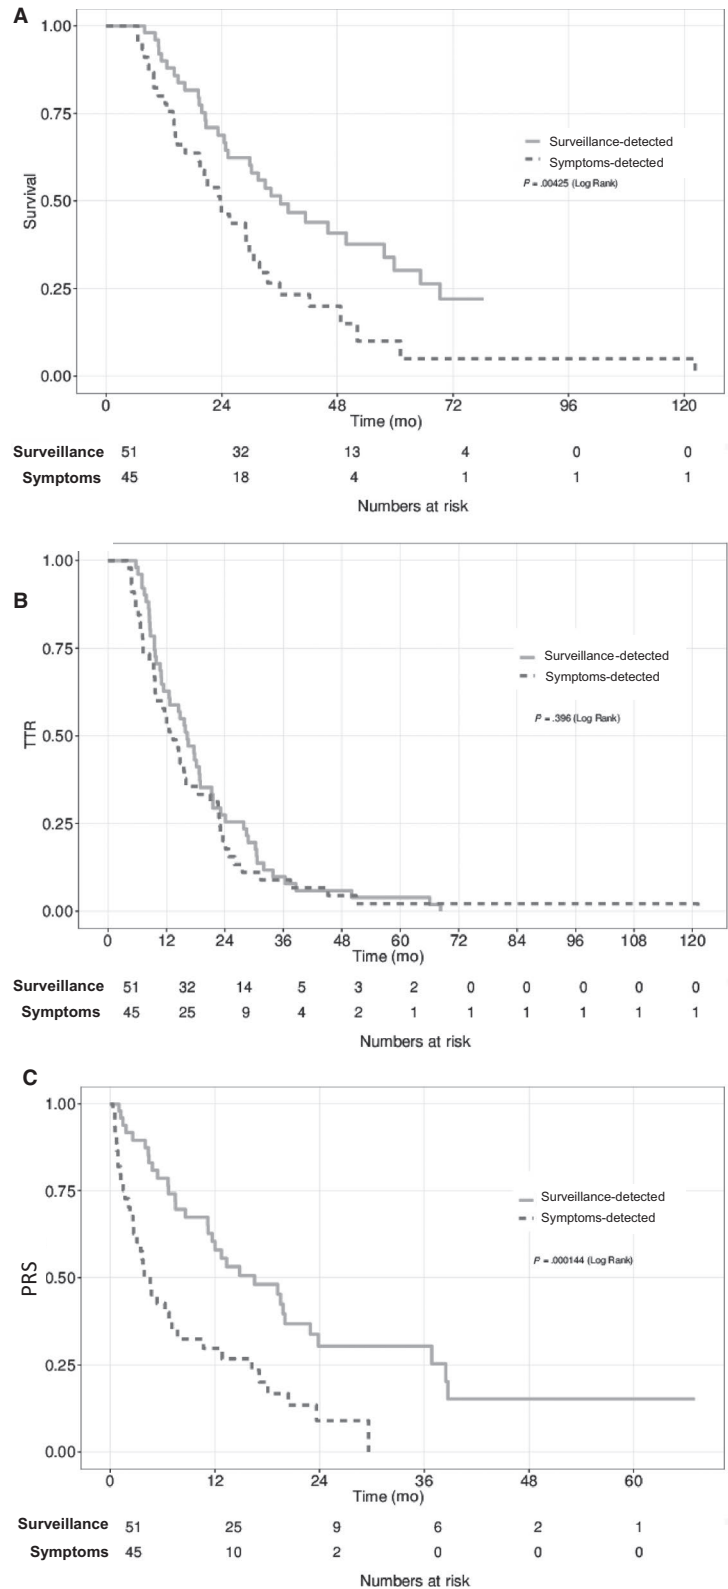 A
1.00
0.75
0.50
0.25
0.00
Survival
Surveillance-detected
Symptoms-detected
P = .00425 (Log Rank)
0 24 48 72 96 120
Time (mo)
Surveillance 51 32 13 4 0 0
Symptoms 45 18 4 1 1 1
Numbers at risk
B
1.00
0.75
0.50
0.25
0.00
TTR
Surveillance-detected
Symptoms-detected
P = .396 (Log Rank)
0 12 24 36 48 60 72 84 96 108 120
Time (mo)
Surveillance 51 32 14 5 3 2 0 0 0 0 0
Symptoms 45 25 9 4 2 1 1 1 1 1 1
Numbers at risk
C
1.00
0.75
0.50
0.25
0.00
PRS
Surveillance-detected
Symptoms-detected
P = .000144 (Log Rank)
0 12 24 36 48 60
Time (mo)
Surveillance 51 25 9 6 2 1
Symptoms 45 10 2 0 0 0
Numbers at risk